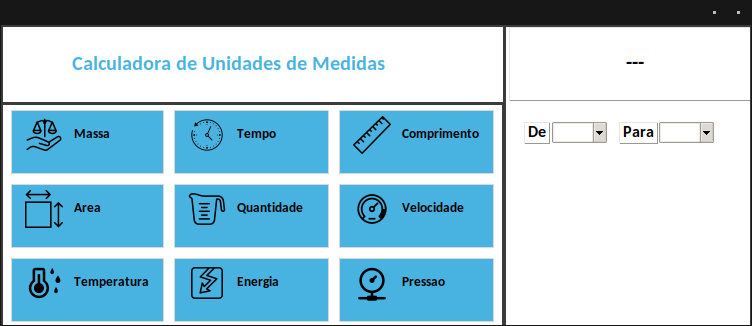 Calculadora de Unidades de Medidas
---
Massa
Tempo
Comprimento
De
Para
Area
Quantidade
Velocidade
Temperatura
Energia
Pressao